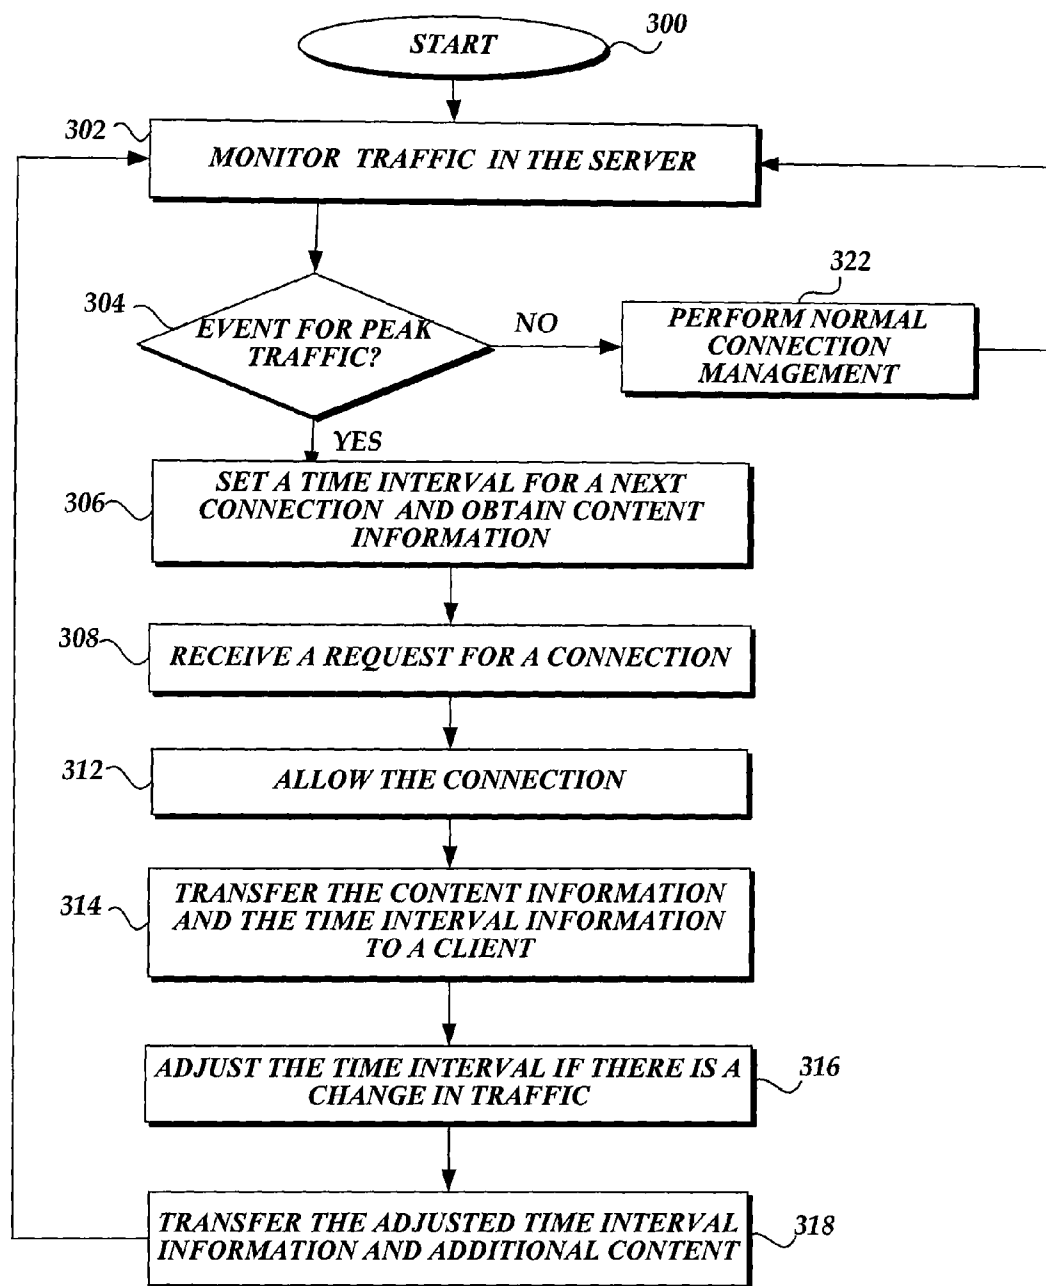 START
300
302
MONITOR TRAFFIC IN THE SERVER
322
304
EVENT FOR PEAK
TRAFFIC?
NO
PERFORM NORMAL
CONNECTION
MANAGEMENT
YES
306
SET A TIME INTERVAL FOR A NEXT
CONNECTION AND OBTAIN CONTENT
INFORMATION
308
RECEIVE A REQUEST FOR A CONNECTION
312
ALLOW THE CONNECTION
314
TRANSFER THE CONTENT INFORMATION
AND THE TIME INTERVAL INFORMATION
TO A CLIENT
ADJUST THE TIME INTERVAL IF THERE IS A
CHANGE IN TRAFFIC
316
TRANSFER THE ADJUSTED TIME INTERVAL
INFORMATION AND ADDITIONAL CONTENT
318